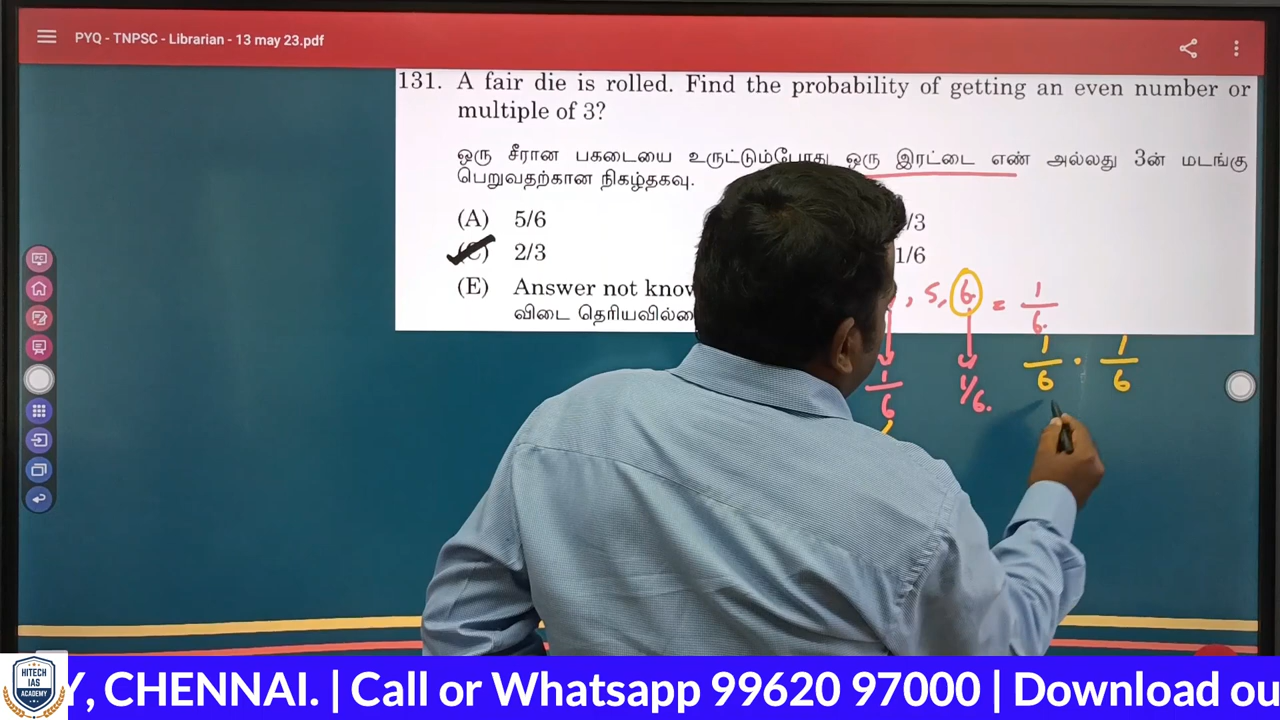 PYQ - TNPSC - Librarian - 13 may 23.pdf
131. A fair die is rolled. Find the probability of getting an even number or
multiple of 3?
ஒரு சீரான பகடையை உருட்டும்போது ஒரு இரட்டை எண் அல்லது 3ன் மடங்கு
பெறுவதற்கான நிகழ்தகவு.
(A) 5/6
/3
(C) 2/3
1/6
(E) Answer not know
, 5, 6 = 1/6.
விடை தெரியவில்லை
1/6 · 1/6
1/6 1/6.
HITECH
IAS
ACADEMY
Y, CHENNAI. | Call or Whatsapp 99620 97000 | Download ou